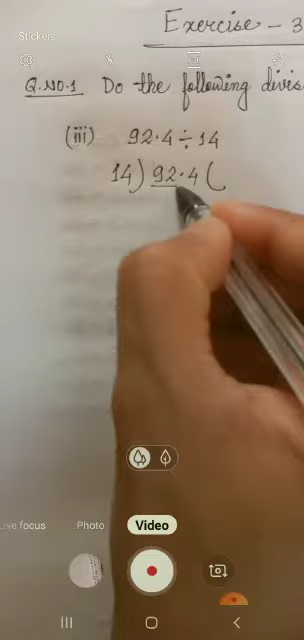 Stickers
Exercise - 3
Q.NO.1 Do the following
(iii) 92.4 ÷ 14
14) 92.4 (
Live focus Photo Video